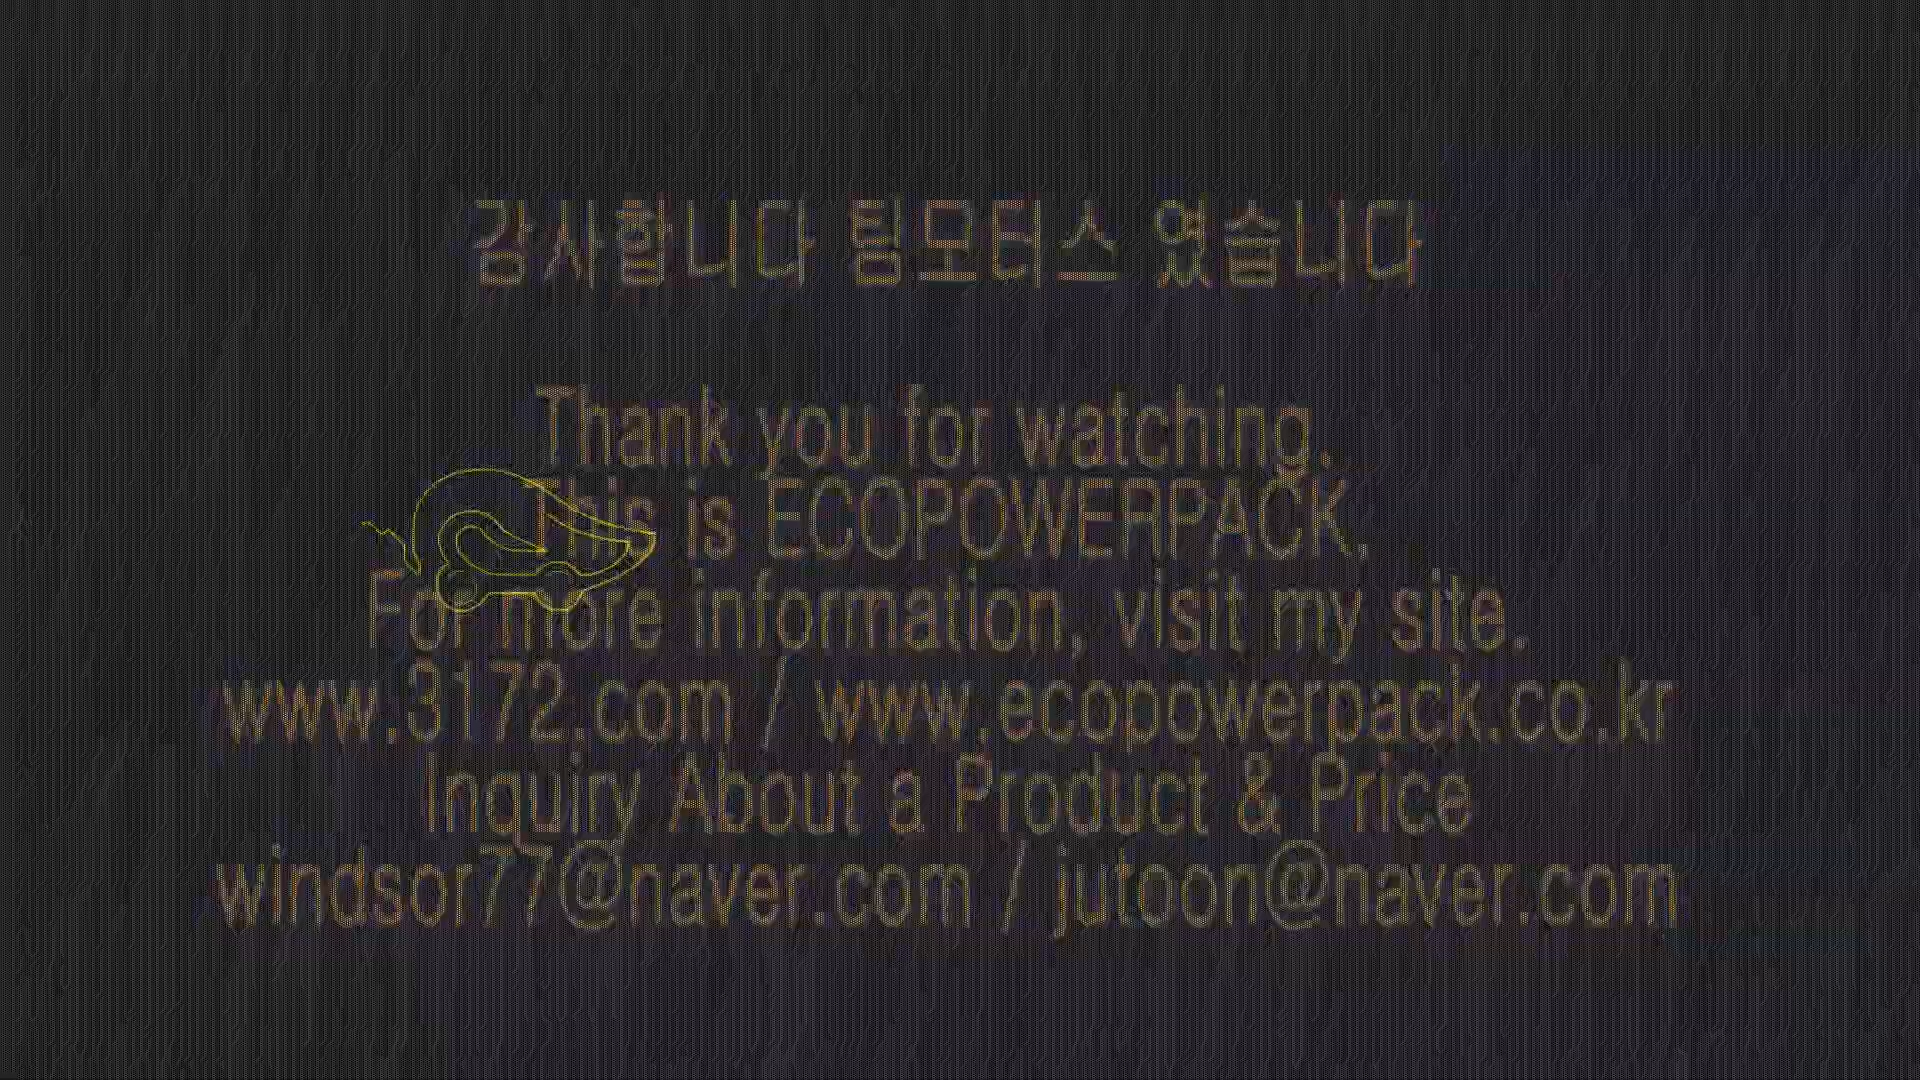 감사합니다 팀모터스 였습니다
Thank you for watching.
This is ECOPOWERPACK.
For more information, visit my site.
www.3172.com / www.ecopowerpack.co.kr
Inquiry About a Product & Price
windsor77@naver.com / jutoon@naver.com